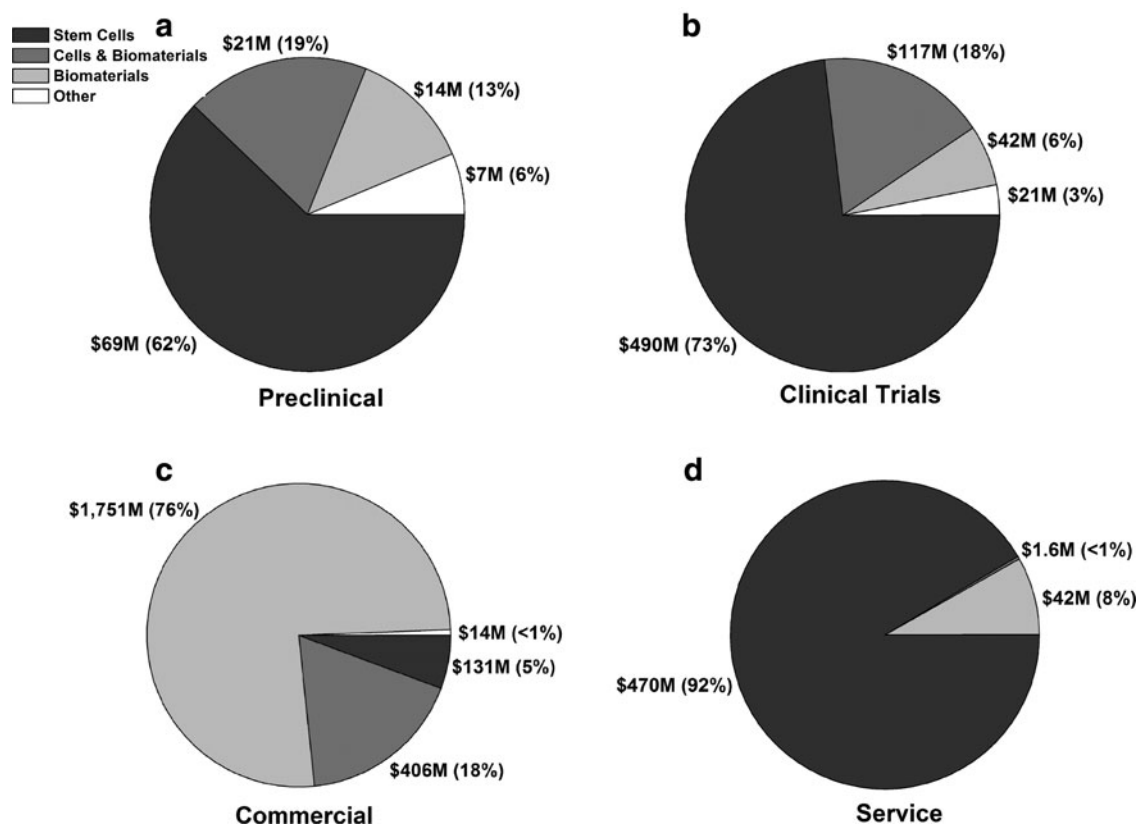 a
Stem Cells
Cells & Biomaterials
Biomaterials
Other
$21M (19%)
$14M (13%)
$7M (6%)
$69M (62%)
Preclinical
b
$117M (18%)
$42M (6%)
$21M (3%)
$490M (73%)
Clinical Trials
c
$1,751M (76%)
$14M (<1%)
$131M (5%)
$406M (18%)
Commercial
d
$1.6M (<1%)
$42M (8%)
$470M (92%)
Service